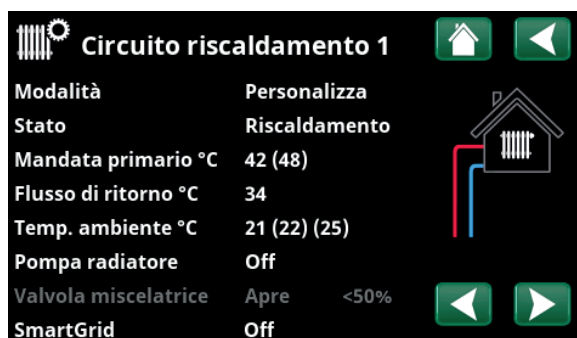 Circuito riscaldamento 1
Modalità Personalizza
Stato Riscaldamento
Mandata primario °C 42 (48)
Flusso di ritorno °C 34
Temp. ambiente °C 21 (22) (25)
Pompa radiatore Off
Valvola miscelatrice Apre <50%
SmartGrid Off